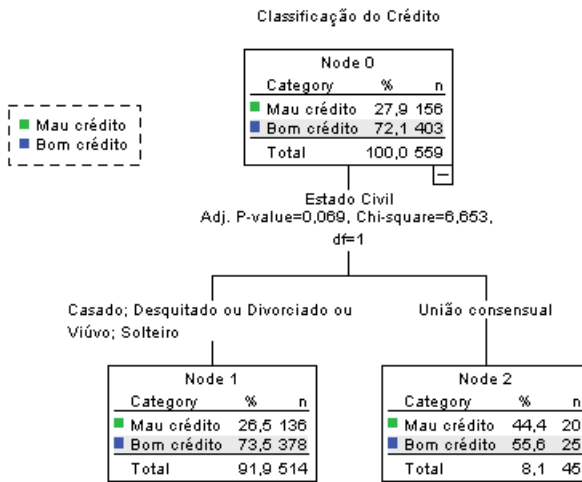 Classificação do Crédito
Node 0
Category % n
Mau crédito 27,9 156
Bom crédito 72,1 403
Total 100,0 559
Mau crédito
Bom crédito
Estado Civil
Adj. P-value=0,069, Chi-square=6,653,
df=1
Casado; Desquitado ou Divorciado ou
Viúvo; Solteiro
União consensual
Node 1
Category % n
Mau crédito 26,5 136
Bom crédito 73,5 378
Total 91,9 514
Node 2
Category % n
Mau crédito 44,4 20
Bom crédito 55,6 25
Total 8,1 45